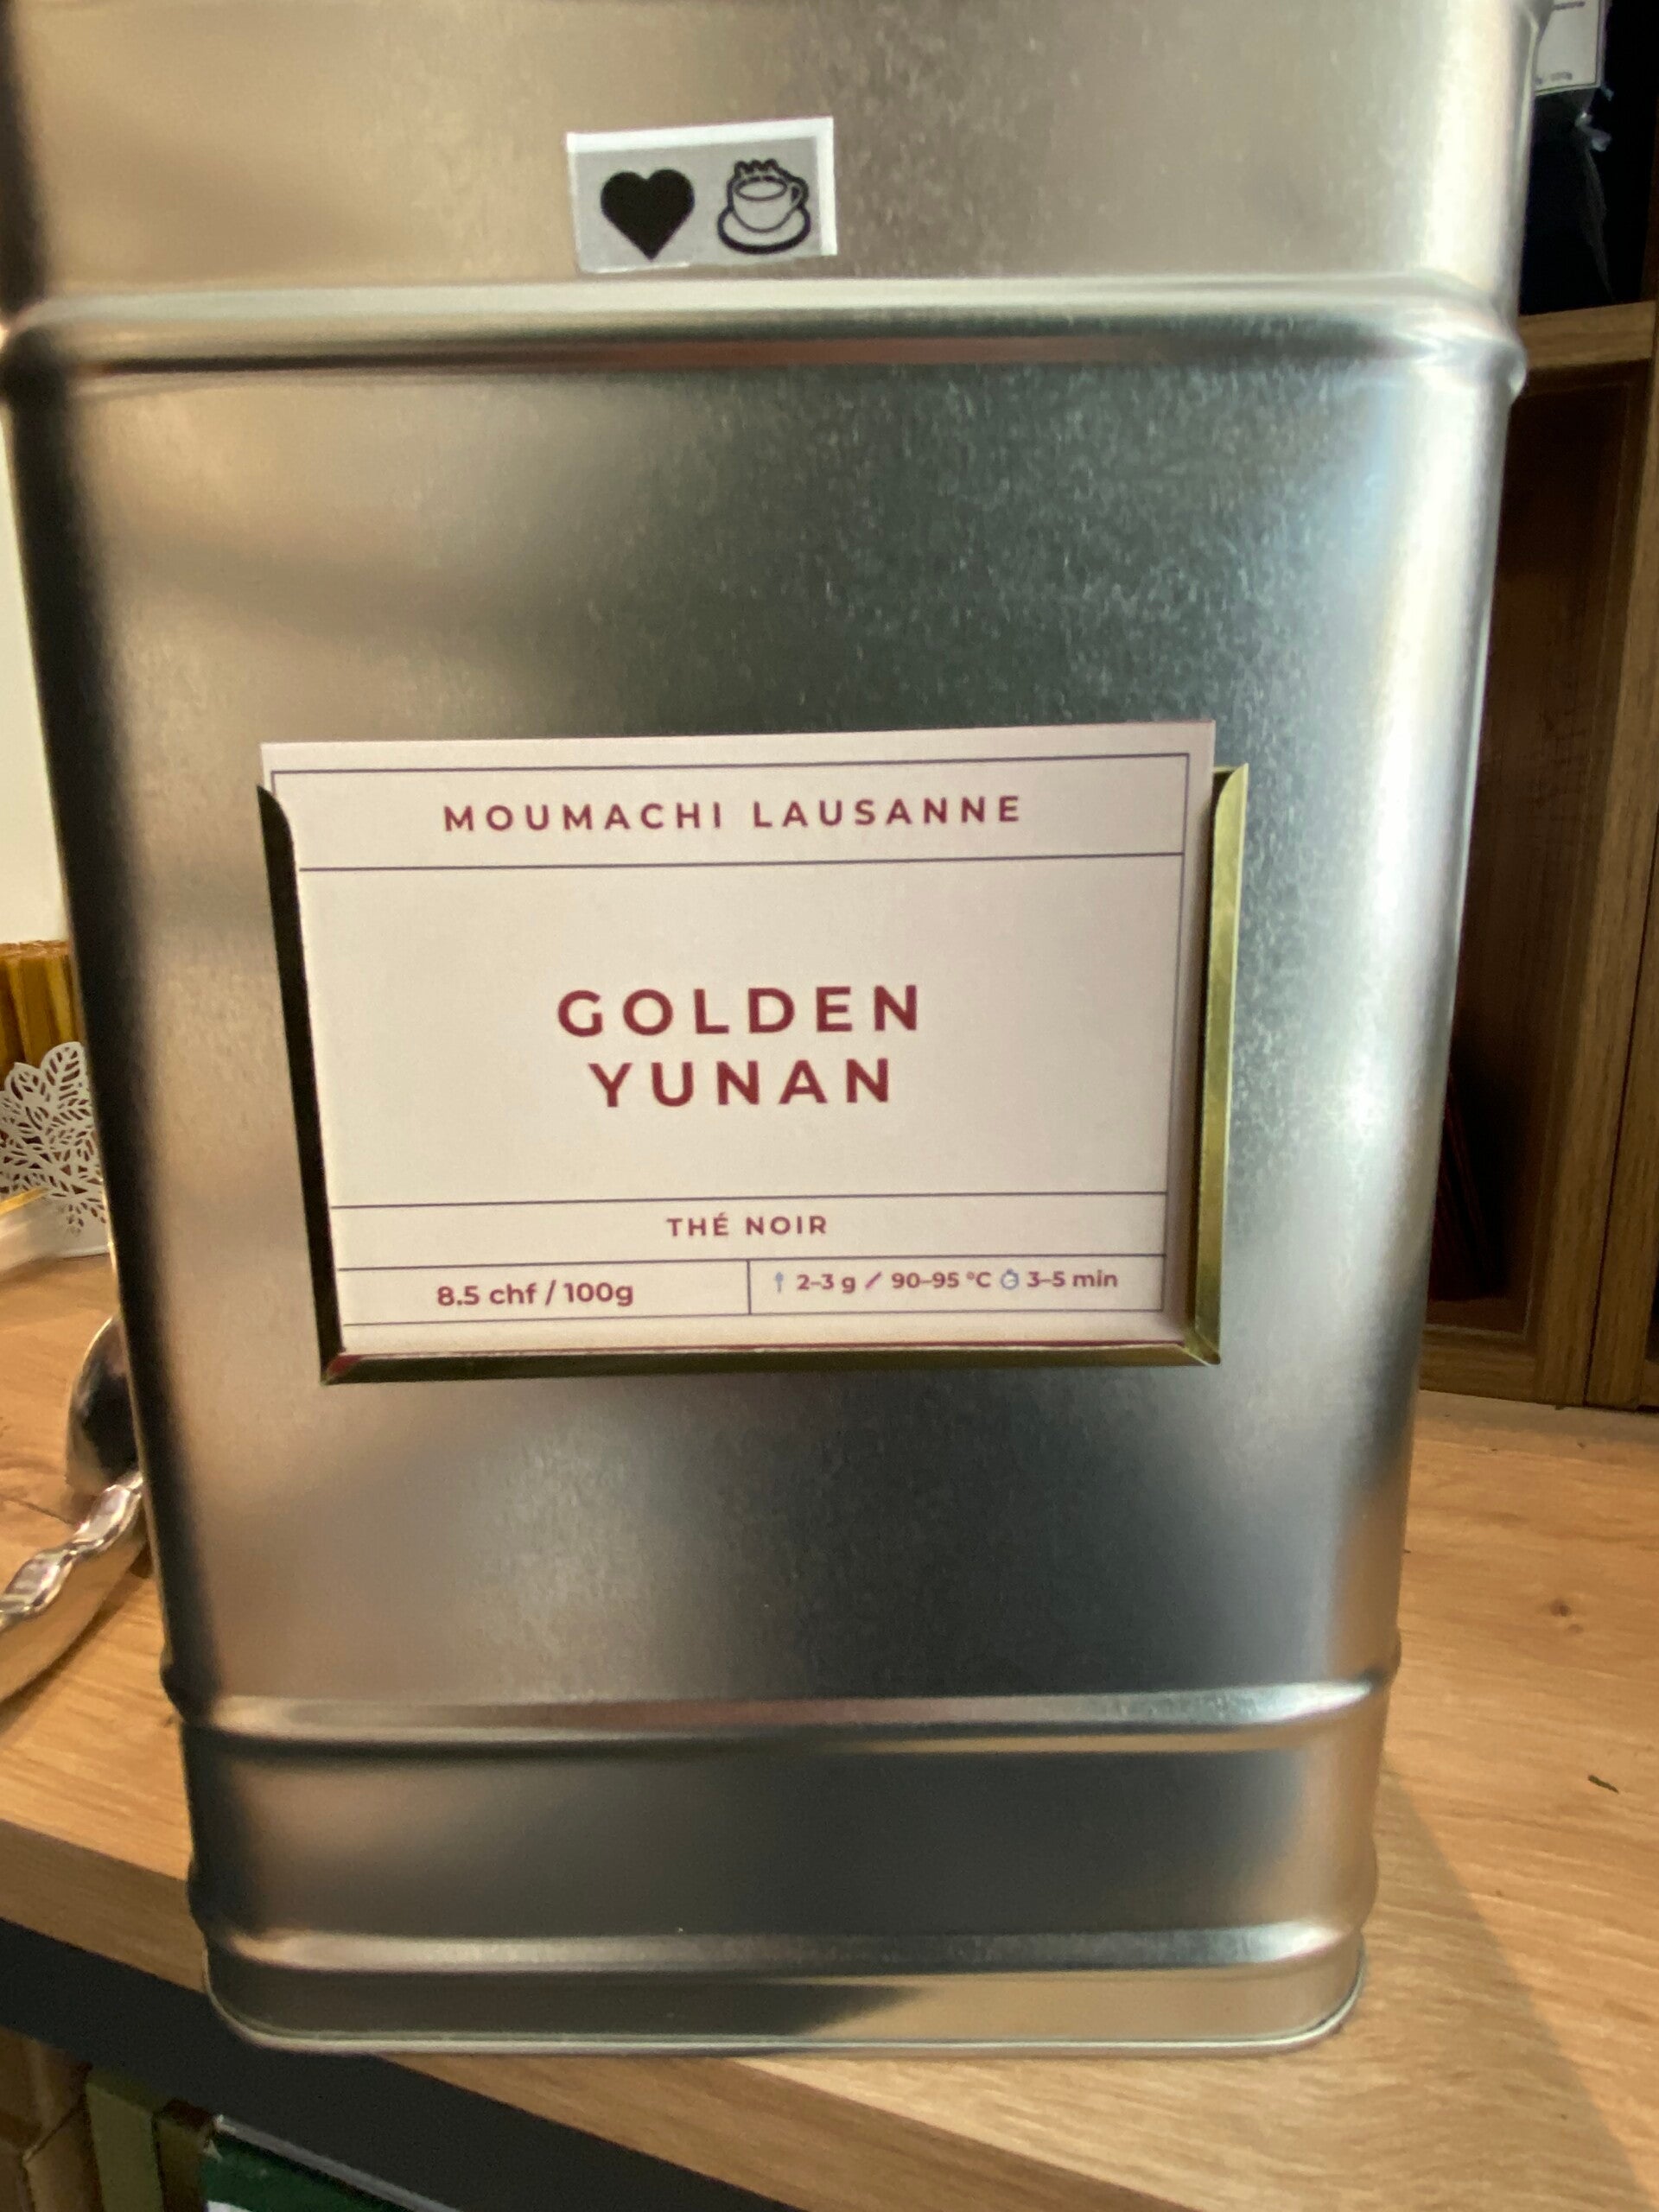 MOUMACHI LAUSANNE
GOLDEN
YUNAN
THÉ NOIR
8.5 chf / 100g
2–3 g / 90–95 °C 3–5 min